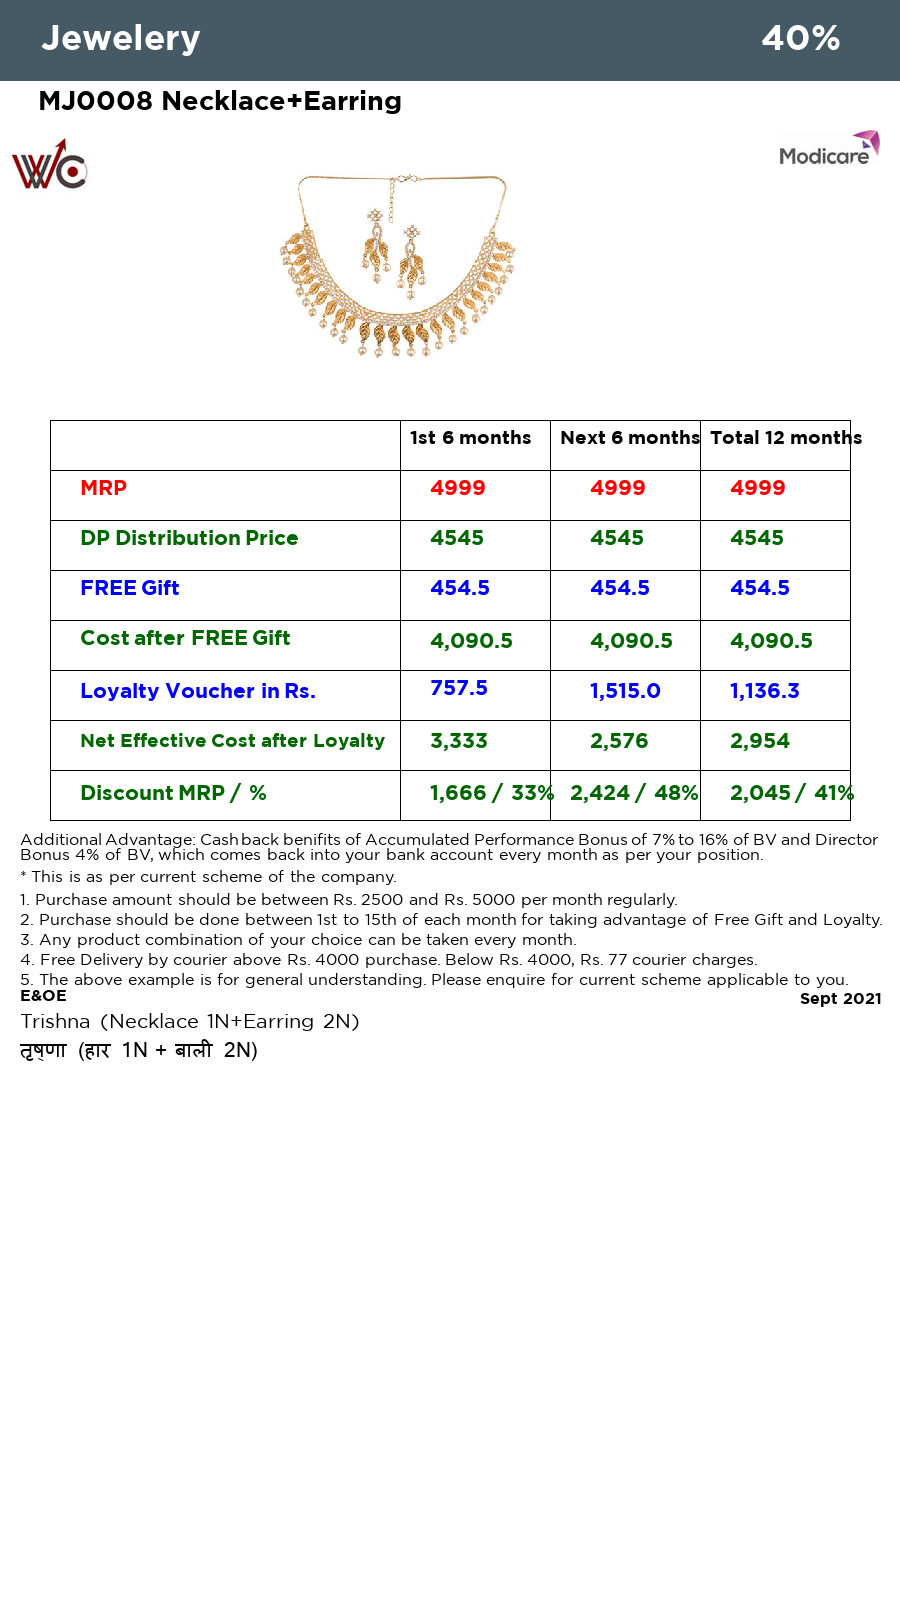 Jewelery 40%
MJ0008 Necklace+Earring
WC
Modicare
1st 6 months Next 6 months Total 12 months
MRP 4999 4999 4999
DP Distribution Price 4545 4545 4545
FREE Gift 454.5 454.5 454.5
Cost after FREE Gift 4,090.5 4,090.5 4,090.5
Loyalty Voucher in Rs. 757.5 1,515.0 1,136.3
Net Effective Cost after Loyalty 3,333 2,576 2,954
Discount MRP / % 1,666 / 33% 2,424 / 48% 2,045 / 41%
Additional Advantage: Cashback benifits of Accumulated Performance Bonus of 7% to 16% of BV and Director
Bonus 4% of BV, which comes back into your bank account every month as per your position.
* This is as per current scheme of the company.
1. Purchase amount should be between Rs. 2500 and Rs. 5000 per month regularly.
2. Purchase should be done between 1st to 15th of each month for taking advantage of Free Gift and Loyalty.
3. Any product combination of your choice can be taken every month.
4. Free Delivery by courier above Rs. 4000 purchase. Below Rs. 4000, Rs. 77 courier charges.
5. The above example is for general understanding. Please enquire for current scheme applicable to you.
E&OE Sept 2021
Trishna (Necklace 1N+Earring 2N)
तृष्णा (हार 1N + बाली 2N)